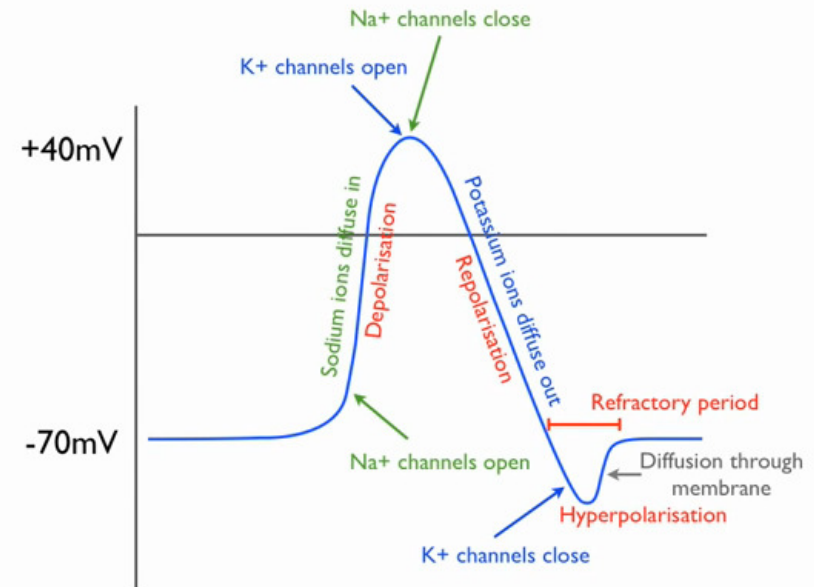 Na+ channels close
K+ channels open
+40mV
Sodium ions diffuse in
Depolarisation
Potassium ions diffuse out
Repolarisation
Refractory period
-70mV
Na+ channels open
Diffusion through
membrane
Hyperpolarisation
K+ channels close